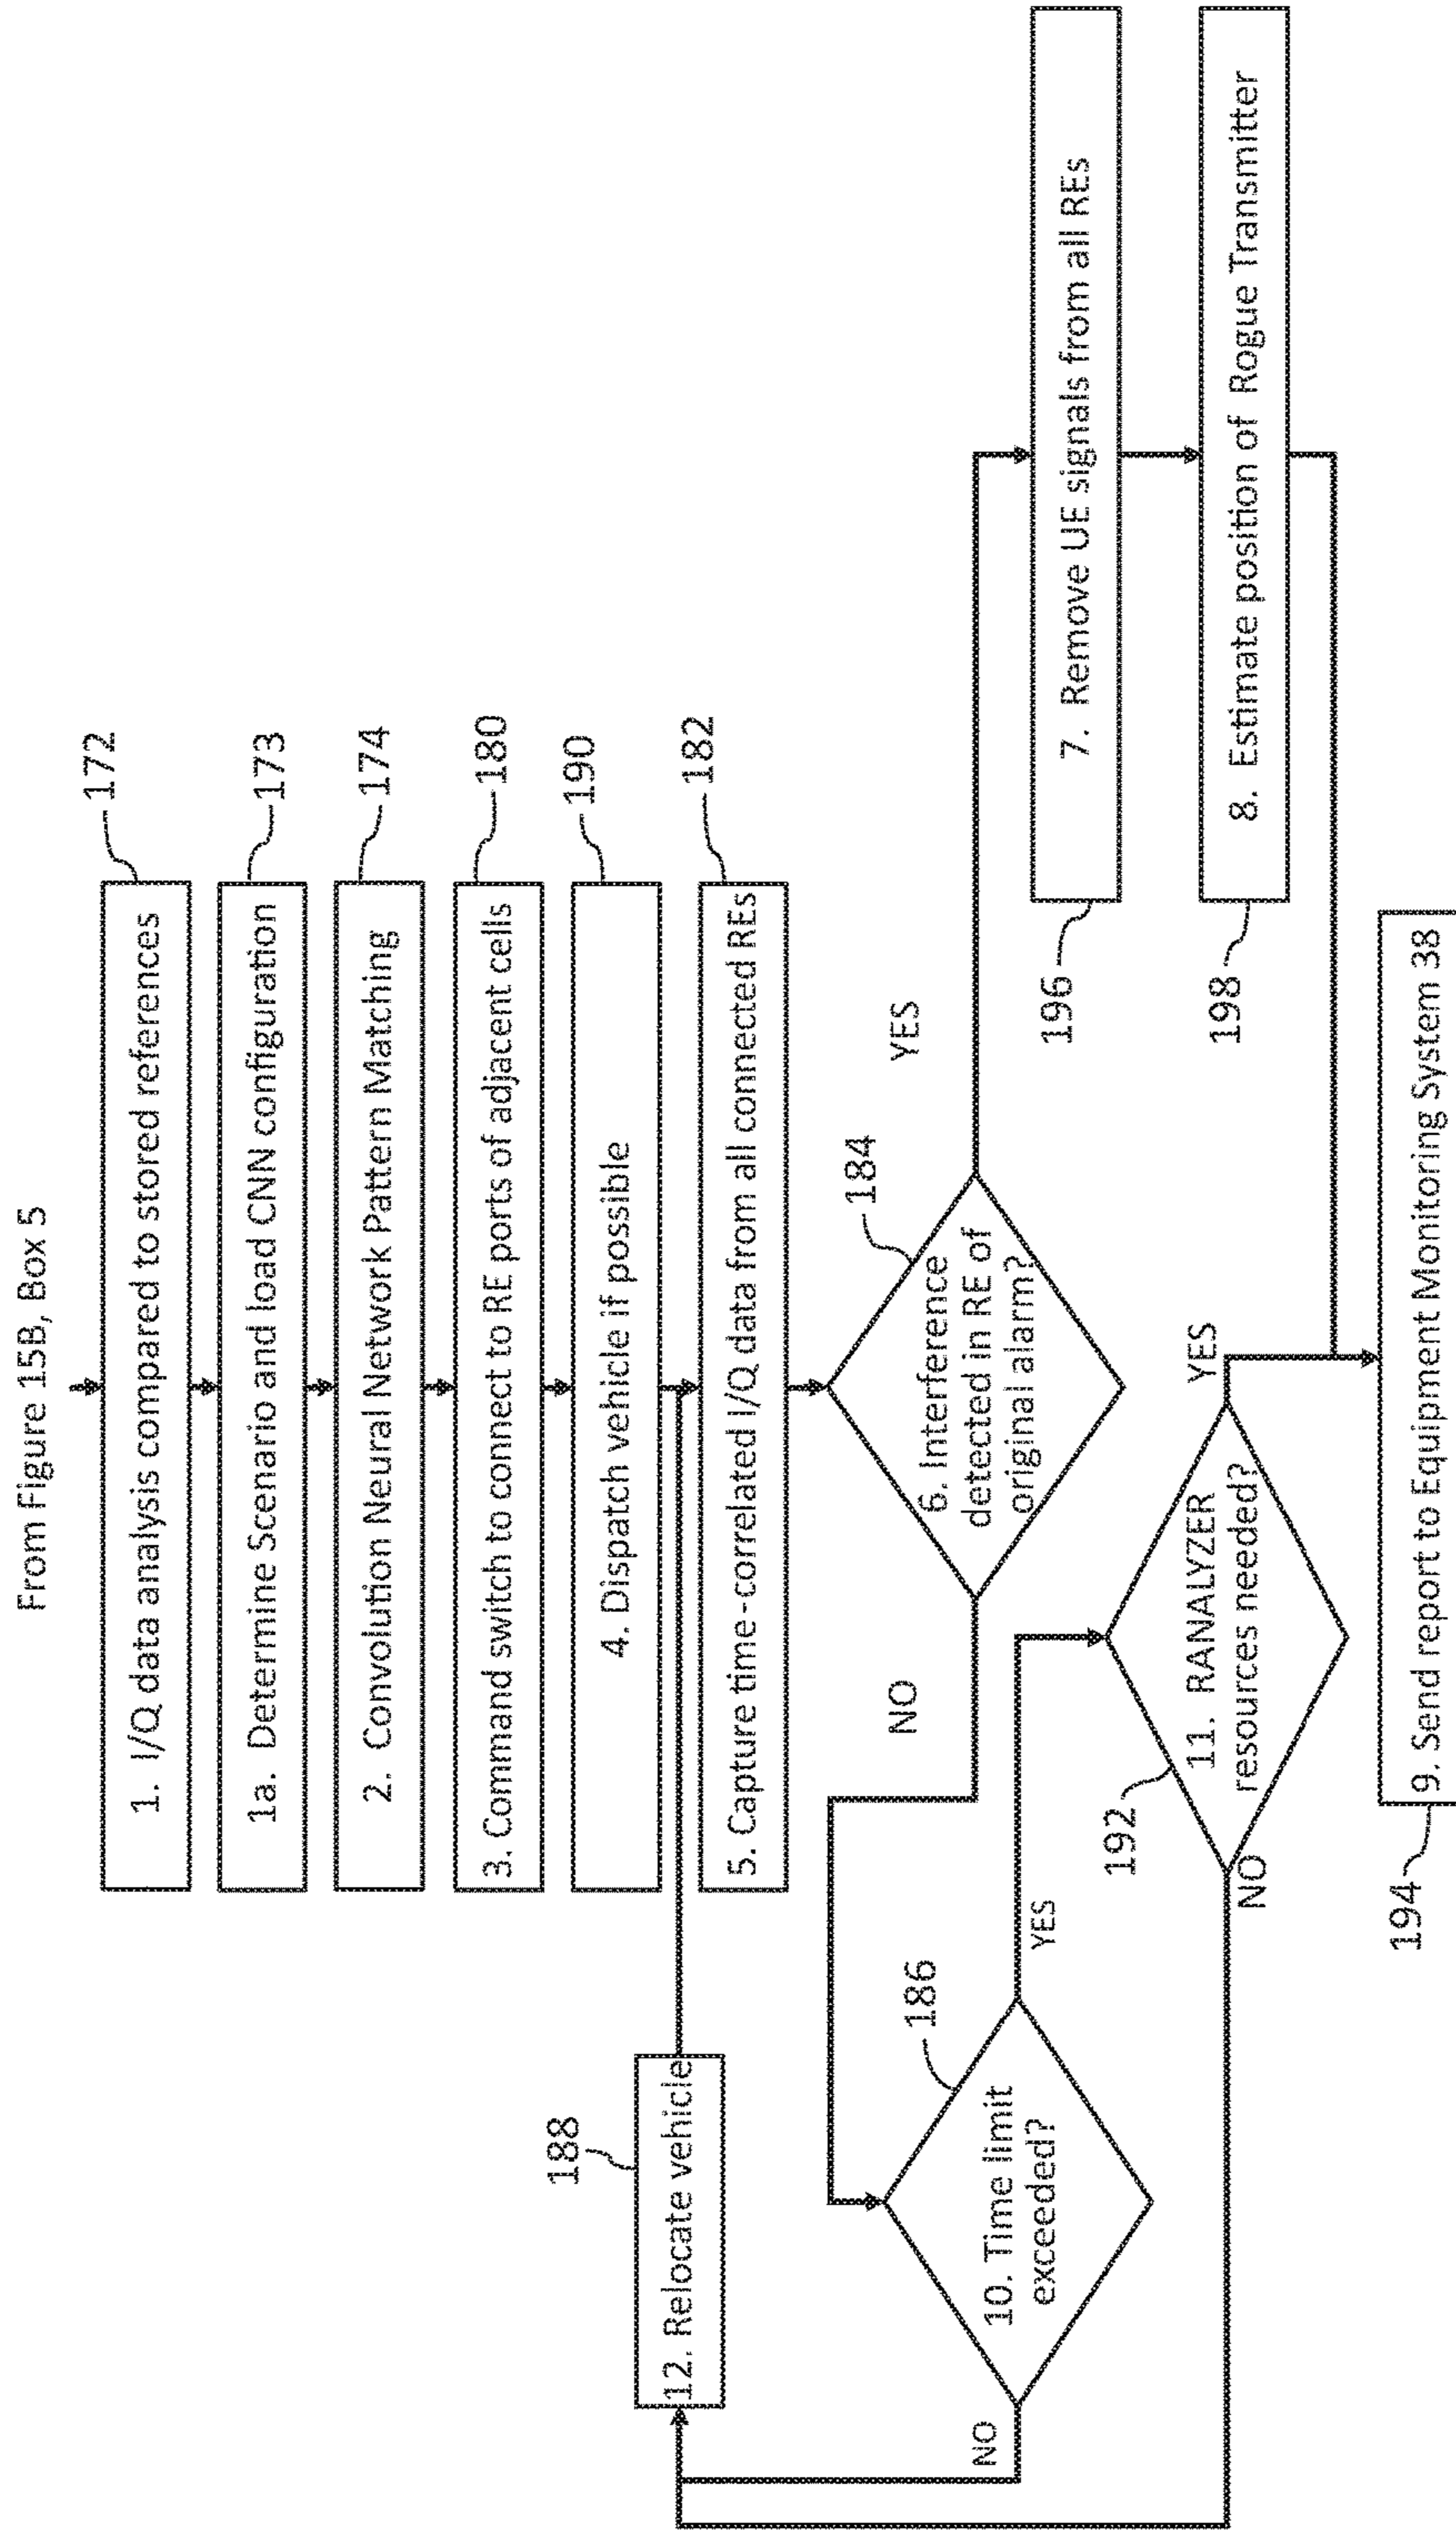 From Figure 15B, Box 5
172
1. I/Q data analysis compared to stored references
173
1a. Determine Scenario and load CNN configuration
174
2. Convolution Neural Network Pattern Matching
180
3. Command switch to connect to RE ports of adjacent cells
190
4. Dispatch vehicle if possible
188
12. Relocate vehicle
182
5. Capture time-correlated I/Q data from all connected REs
184
6. Interference
detected in RE of
original alarm?
NO
YES
186
10. Time limit
exceeded?
NO
YES
196
7. Remove UE signals from all REs
192
11. RANALYZER
resources needed?
NO
YES
198
8. Estimate position of Rogue Transmitter
194
9. Send report to Equipment Monitoring System 38